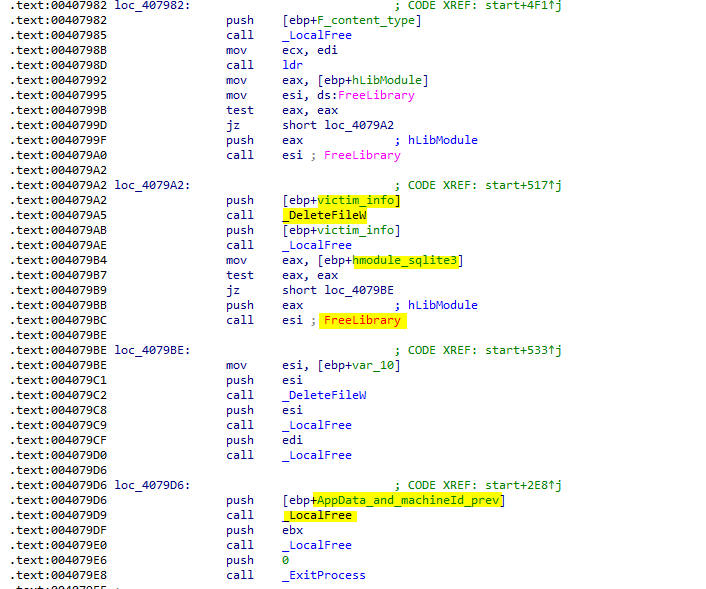 .text:00407982 loc_407982: ; CODE XREF: start+4F1↑j
.text:00407982 push [ebp+F_content_type]
.text:00407985 call _LocalFree
.text:0040798B mov ecx, edi
.text:0040798D call ldr
.text:00407992 mov eax, [ebp+hLibModule]
.text:00407995 mov esi, ds:FreeLibrary
.text:0040799B test eax, eax
.text:0040799D jz short loc_4079A2
.text:0040799F push eax ; hLibModule
.text:004079A0 call esi ; FreeLibrary
.text:004079A2
.text:004079A2 loc_4079A2: ; CODE XREF: start+517↑j
.text:004079A2 push [ebp+victim_info]
.text:004079A5 call _DeleteFileW
.text:004079AB push [ebp+victim_info]
.text:004079AE call _LocalFree
.text:004079B4 mov eax, [ebp+hmodule_sqlite3]
.text:004079B7 test eax, eax
.text:004079B9 jz short loc_4079BE
.text:004079BB push eax ; hLibModule
.text:004079BC call esi ; FreeLibrary
.text:004079BE
.text:004079BE loc_4079BE: ; CODE XREF: start+533↑j
.text:004079BE mov esi, [ebp+var_10]
.text:004079C1 push esi
.text:004079C2 call _DeleteFileW
.text:004079C8 push esi
.text:004079C9 call _LocalFree
.text:004079CF push edi
.text:004079D0 call _LocalFree
.text:004079D6
.text:004079D6 loc_4079D6: ; CODE XREF: start+2E8↑j
.text:004079D6 push [ebp+AppData_and_machineId_prev]
.text:004079D9 call _LocalFree
.text:004079DF push ebx
.text:004079E0 call _LocalFree
.text:004079E6 push 0
.text:004079E8 call _ExitProcess